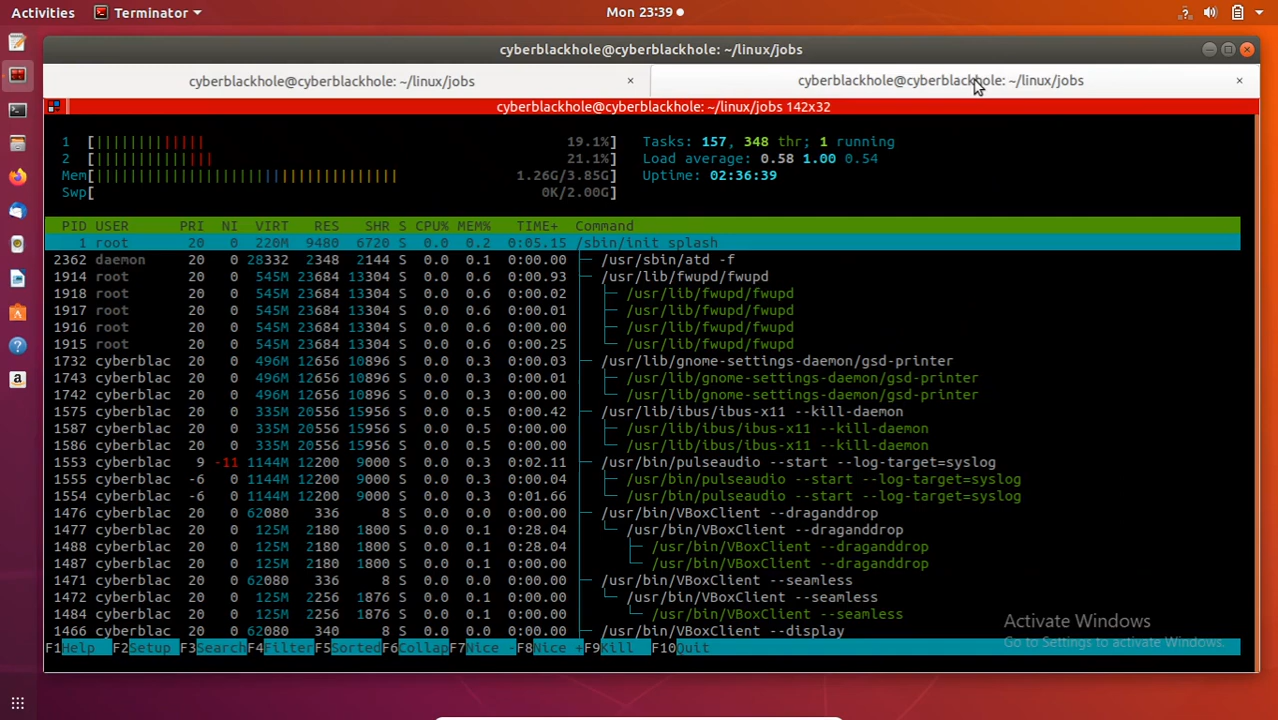 Activities Terminator Mon 23:39
cyberblackhole@cyberblackhole: ~/linux/jobs
cyberblackhole@cyberblackhole: ~/linux/jobs × cyberblackhole@cyberblackhole: ~/linux/jobs ×
cyberblackhole@cyberblackhole: ~/linux/jobs 142x32
1 [||||||||||||| 19.1%] Tasks: 157, 348 thr; 1 running
2 [|||||||||||||| 21.1%] Load average: 0.58 1.00 0.54
Mem[||||||||||||||||||||||||||||||||||||| 1.26G/3.85G] Uptime: 02:36:39
Swp[ 0K/2.00G]
PID USER PRI NI VIRT RES SHR S CPU% MEM% TIME+ Command
1 root 20 0 220M 9480 6720 S 0.0 0.2 0:05.15 /sbin/init splash
2362 daemon 20 0 28332 2348 2144 S 0.0 0.1 0:00.00 ├─ /usr/sbin/atd -f
1914 root 20 0 545M 23684 13304 S 0.0 0.6 0:00.93 ├─ /usr/lib/fwupd/fwupd
1918 root 20 0 545M 23684 13304 S 0.0 0.6 0:00.02 │ ├─ /usr/lib/fwupd/fwupd
1917 root 20 0 545M 23684 13304 S 0.0 0.6 0:00.01 │ ├─ /usr/lib/fwupd/fwupd
1916 root 20 0 545M 23684 13304 S 0.0 0.6 0:00.00 │ ├─ /usr/lib/fwupd/fwupd
1915 root 20 0 545M 23684 13304 S 0.0 0.6 0:00.25 │ └─ /usr/lib/fwupd/fwupd
1732 cyberblac 20 0 496M 12656 10896 S 0.0 0.3 0:00.03 ├─ /usr/lib/gnome-settings-daemon/gsd-printer
1743 cyberblac 20 0 496M 12656 10896 S 0.0 0.3 0:00.01 │ ├─ /usr/lib/gnome-settings-daemon/gsd-printer
1742 cyberblac 20 0 496M 12656 10896 S 0.0 0.3 0:00.00 │ └─ /usr/lib/gnome-settings-daemon/gsd-printer
1575 cyberblac 20 0 335M 20556 15956 S 0.0 0.5 0:00.42 ├─ /usr/lib/ibus/ibus-x11 --kill-daemon
1587 cyberblac 20 0 335M 20556 15956 S 0.0 0.5 0:00.00 │ ├─ /usr/lib/ibus/ibus-x11 --kill-daemon
1586 cyberblac 20 0 335M 20556 15956 S 0.0 0.5 0:00.00 │ └─ /usr/lib/ibus/ibus-x11 --kill-daemon
1553 cyberblac 9 -11 1144M 12200 9000 S 0.0 0.3 0:02.11 ├─ /usr/bin/pulseaudio --start --log-target=syslog
1555 cyberblac -6 0 1144M 12200 9000 S 0.0 0.3 0:00.04 │ ├─ /usr/bin/pulseaudio --start --log-target=syslog
1554 cyberblac -6 0 1144M 12200 9000 S 0.0 0.3 0:01.66 │ └─ /usr/bin/pulseaudio --start --log-target=syslog
1476 cyberblac 20 0 62080 336 8 S 0.0 0.0 0:00.00 ├─ /usr/bin/VBoxClient --draganddrop
1477 cyberblac 20 0 125M 2180 1800 S 0.0 0.1 0:28.04 │ └─ /usr/bin/VBoxClient --draganddrop
1488 cyberblac 20 0 125M 2180 1800 S 0.0 0.1 0:28.04 │ ├─ /usr/bin/VBoxClient --draganddrop
1487 cyberblac 20 0 125M 2180 1800 S 0.0 0.1 0:00.00 │ └─ /usr/bin/VBoxClient --draganddrop
1471 cyberblac 20 0 62080 336 8 S 0.0 0.0 0:00.00 ├─ /usr/bin/VBoxClient --seamless
1472 cyberblac 20 0 125M 2256 1876 S 0.0 0.1 0:00.00 │ └─ /usr/bin/VBoxClient --seamless
1484 cyberblac 20 0 125M 2256 1876 S 0.0 0.1 0:00.00 │ └─ /usr/bin/VBoxClient --seamless
1466 cyberblac 20 0 62080 340 8 S 0.0 0.0 0:00.00 ├─ /usr/bin/VBoxClient --display
F1Help F2Setup F3Search F4Filter F5Sorted F6Collap F7Nice - F8Nice + F9Kill F10Quit
Activate Windows
Go to Settings to activate Windows.